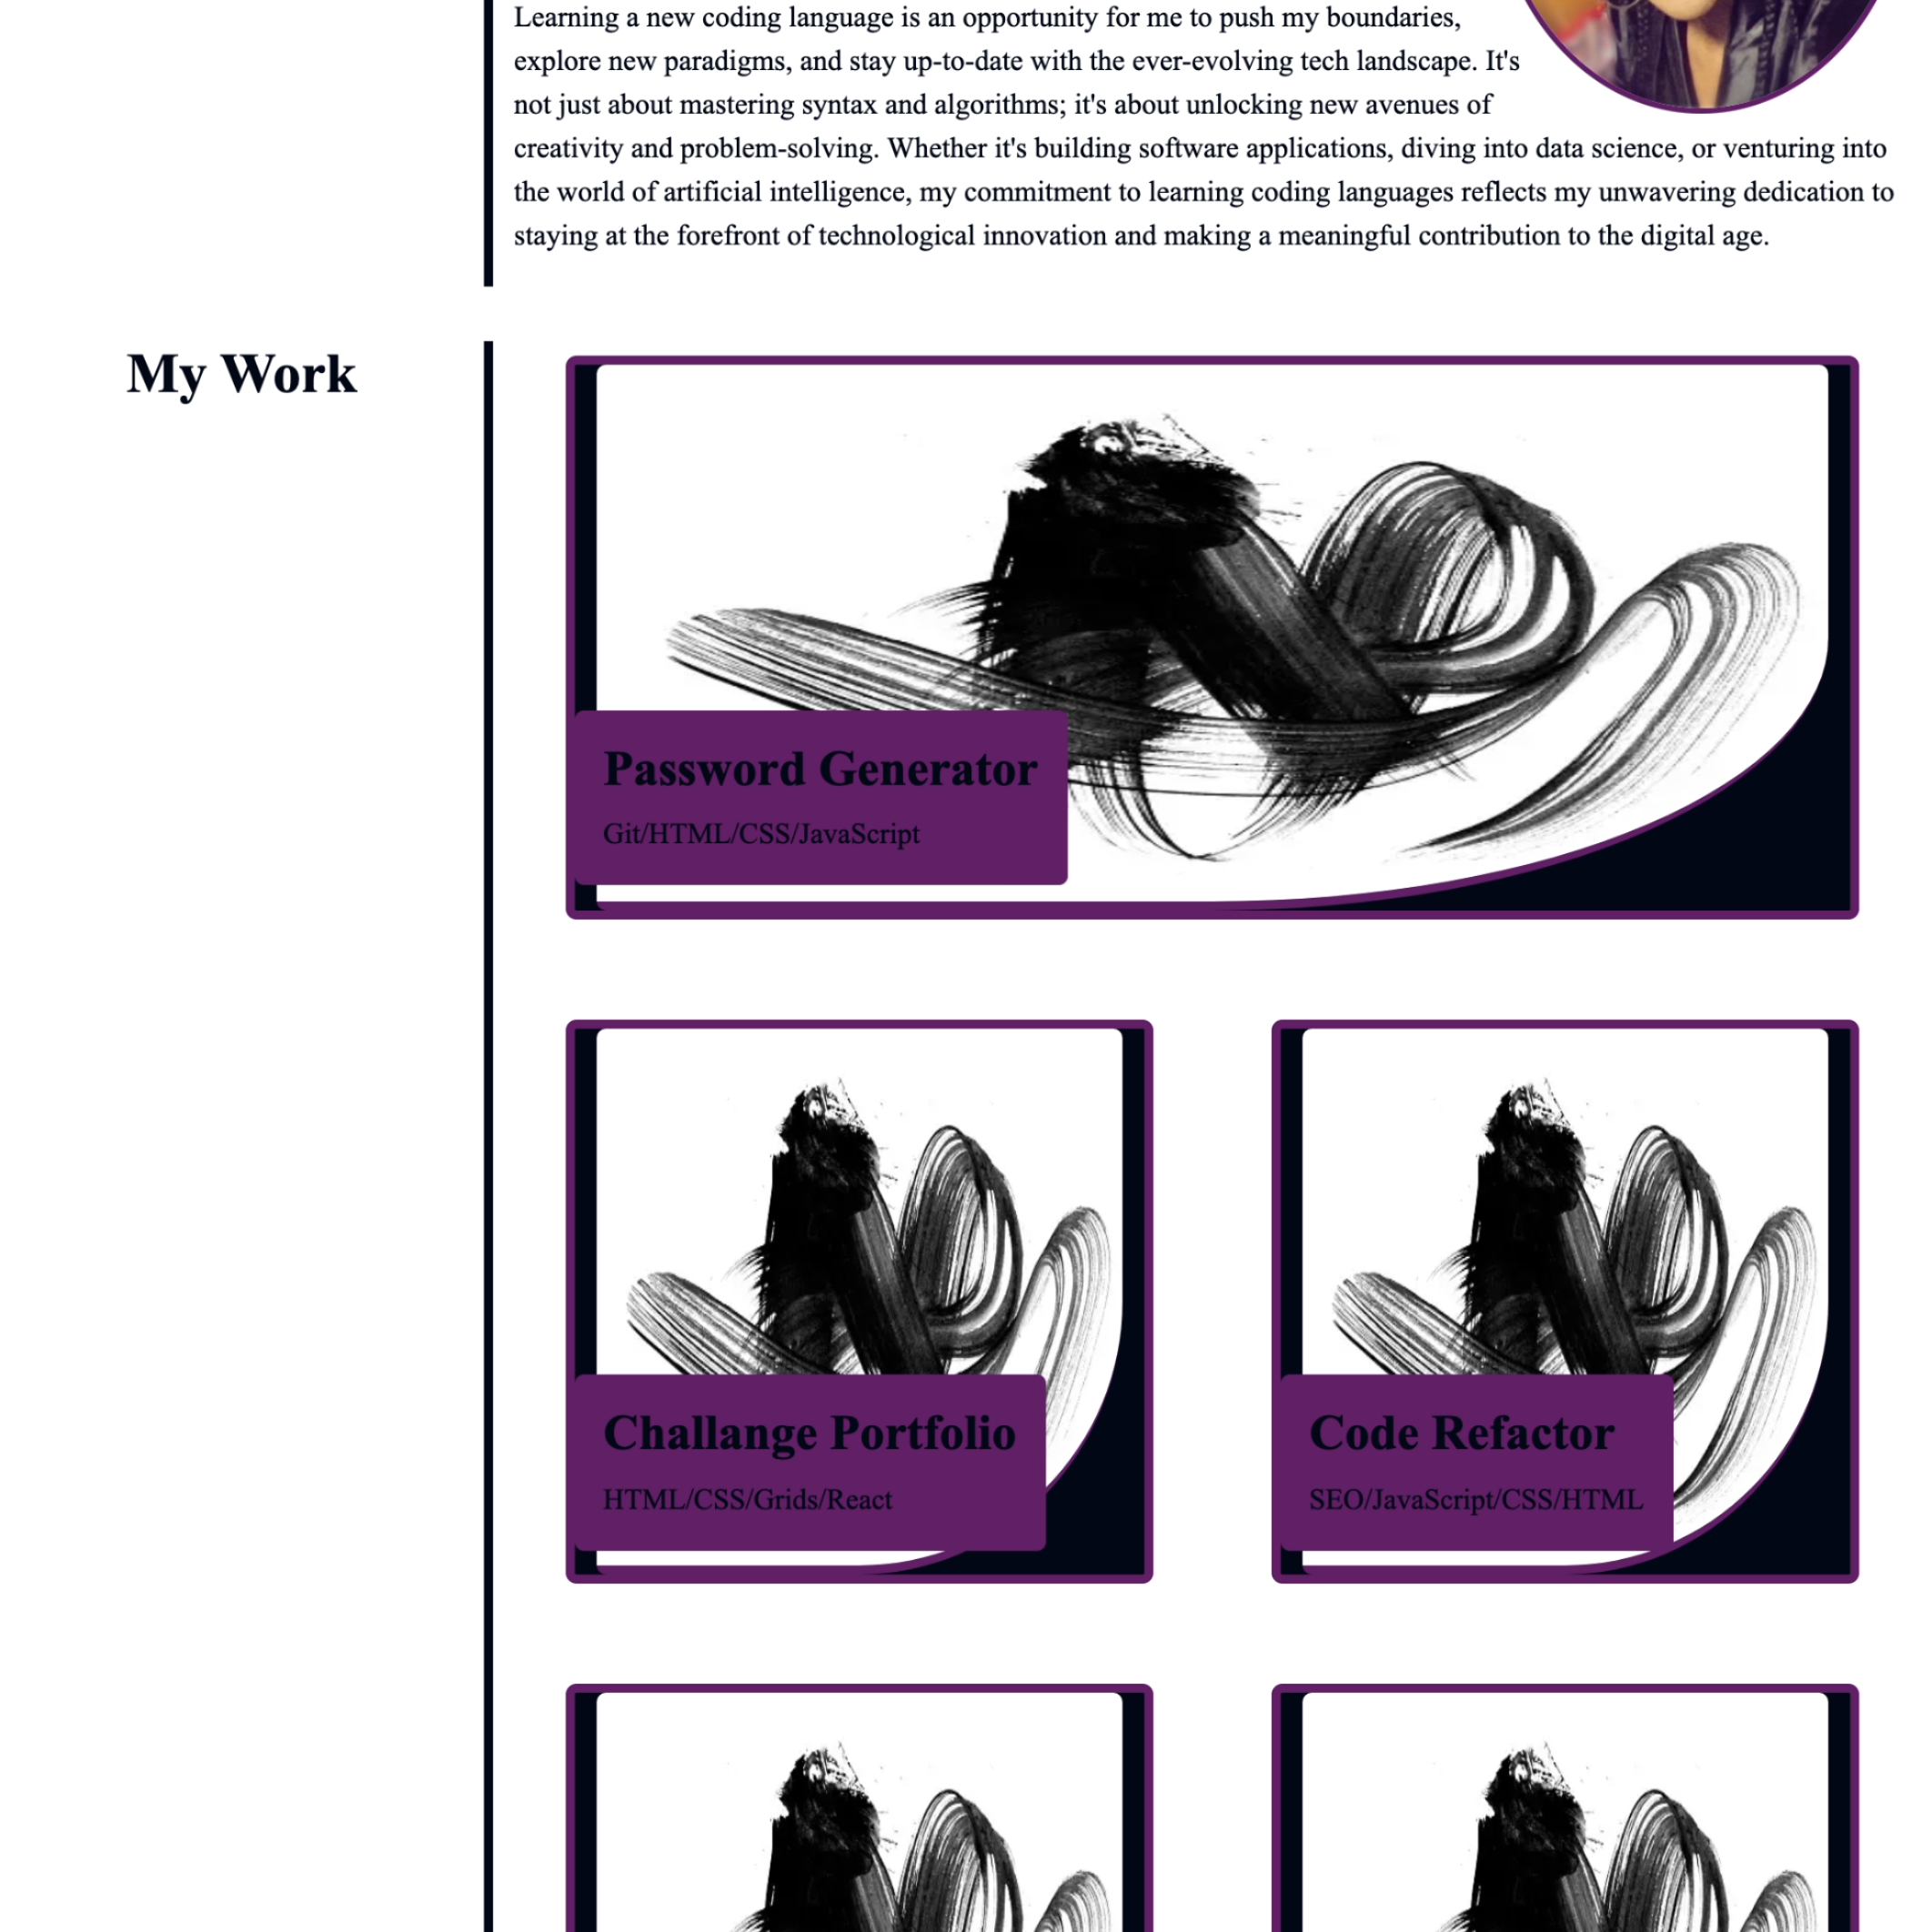 Learning a new coding language is an opportunity for me to push my boundaries,
explore new paradigms, and stay up-to-date with the ever-evolving tech landscape. It's
not just about mastering syntax and algorithms; it's about unlocking new avenues of
creativity and problem-solving. Whether it's building software applications, diving into data science, or venturing into
the world of artificial intelligence, my commitment to learning coding languages reflects my unwavering dedication to
staying at the forefront of technological innovation and making a meaningful contribution to the digital age.
My Work
Password Generator
Git/HTML/CSS/JavaScript
Challange Portfolio
HTML/CSS/Grids/React
Code Refactor
SEO/JavaScript/CSS/HTML